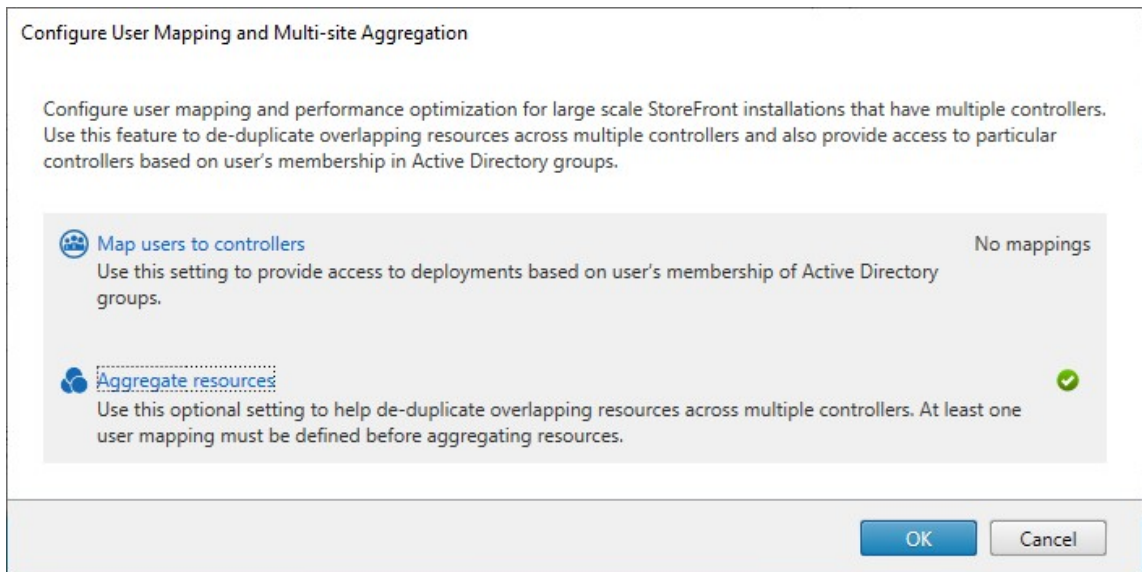 Configure User Mapping and Multi-site Aggregation
Configure user mapping and performance optimization for large scale StoreFront installations that have multiple controllers.
Use this feature to de-duplicate overlapping resources across multiple controllers and also provide access to particular
controllers based on user's membership in Active Directory groups.
Map users to controllers
No mappings
Use this setting to provide access to deployments based on user's membership of Active Directory
groups.
Aggregate resources
Use this optional setting to help de-duplicate overlapping resources across multiple controllers. At least one
user mapping must be defined before aggregating resources.
OK
Cancel